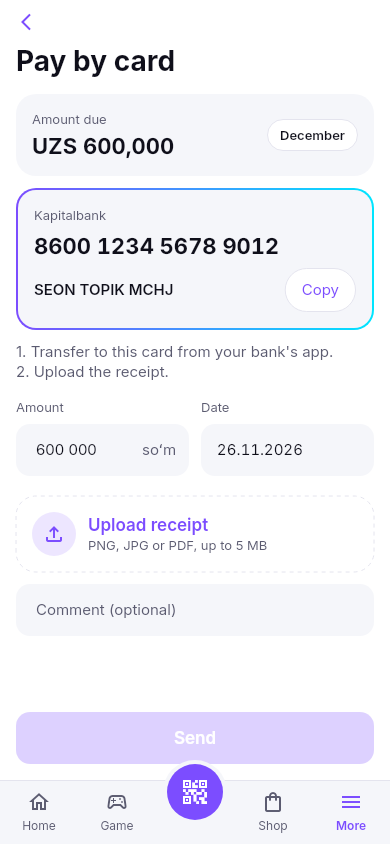 Pay by card
Amount due
UZS 600,000
December
Kapitalbank
8600 1234 5678 9012
SEON TOPIK MCHJ
Copy
1. Transfer to this card from your bank's app.
2. Upload the receipt.
Amount
Date
600 000 soʻm
26.11.2026
Upload receipt
PNG, JPG or PDF, up to 5 MB
Comment (optional)
Send
Home
Game
Shop
More